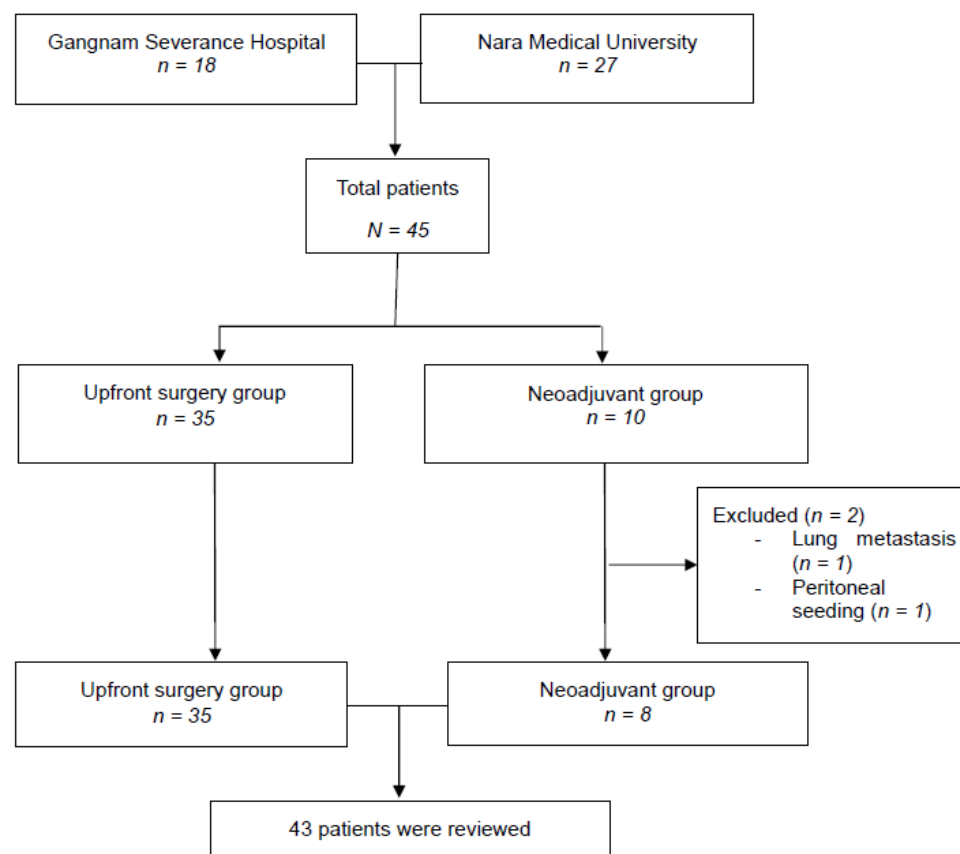 Gangnam Severance Hospital
n = 18
Nara Medical University
n = 27
Total patients
N = 45
Upfront surgery group
n = 35
Neoadjuvant group
n = 10
Excluded (n = 2)
- Lung metastasis
(n = 1)
- Peritoneal
seeding (n = 1)
Upfront surgery group
n = 35
Neoadjuvant group
n = 8
43 patients were reviewed